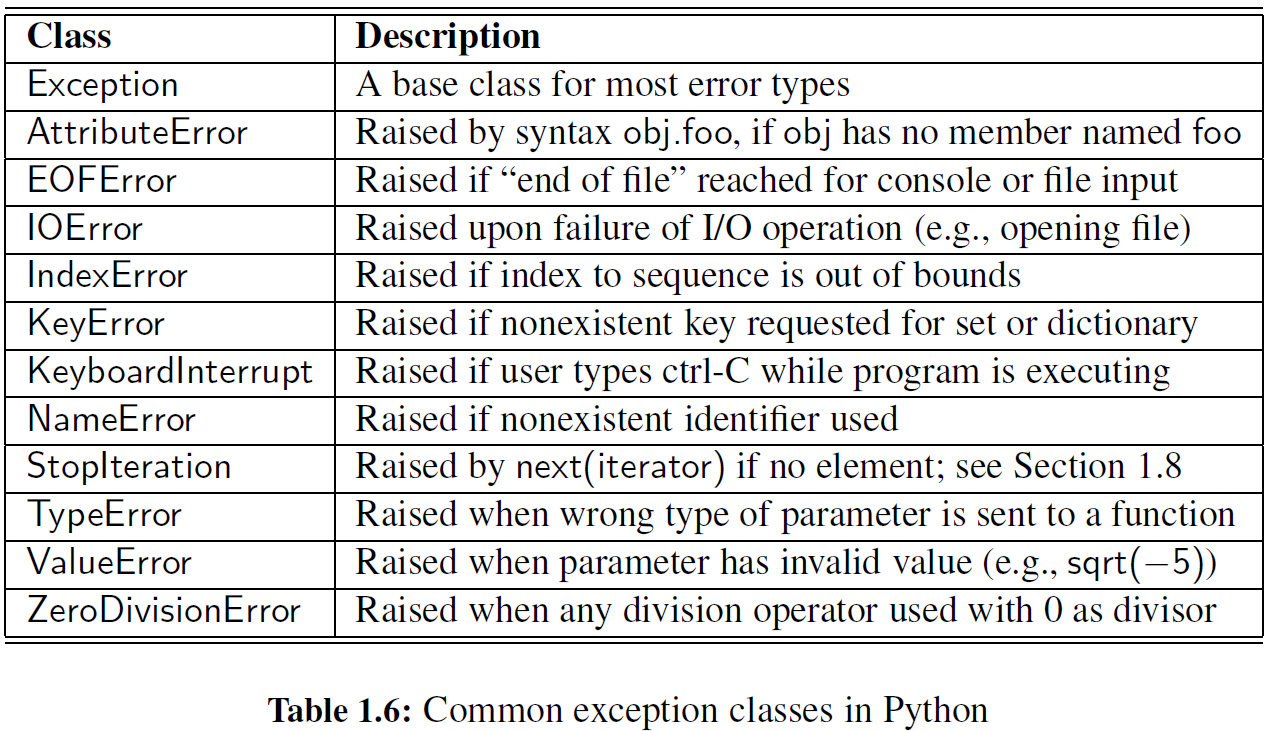 Class Description
Exception A base class for most error types
AttributeError Raised by syntax obj.foo, if obj has no member named foo
EOFError Raised if “end of file” reached for console or file input
IOError Raised upon failure of I/O operation (e.g., opening file)
IndexError Raised if index to sequence is out of bounds
KeyError Raised if nonexistent key requested for set or dictionary
KeyboardInterrupt Raised if user types ctrl-C while program is executing
NameError Raised if nonexistent identifier used
StopIteration Raised by next(iterator) if no element; see Section 1.8
TypeError Raised when wrong type of parameter is sent to a function
ValueError Raised when parameter has invalid value (e.g., sqrt(−5))
ZeroDivisionError Raised when any division operator used with 0 as divisor
Table 1.6: Common exception classes in Python